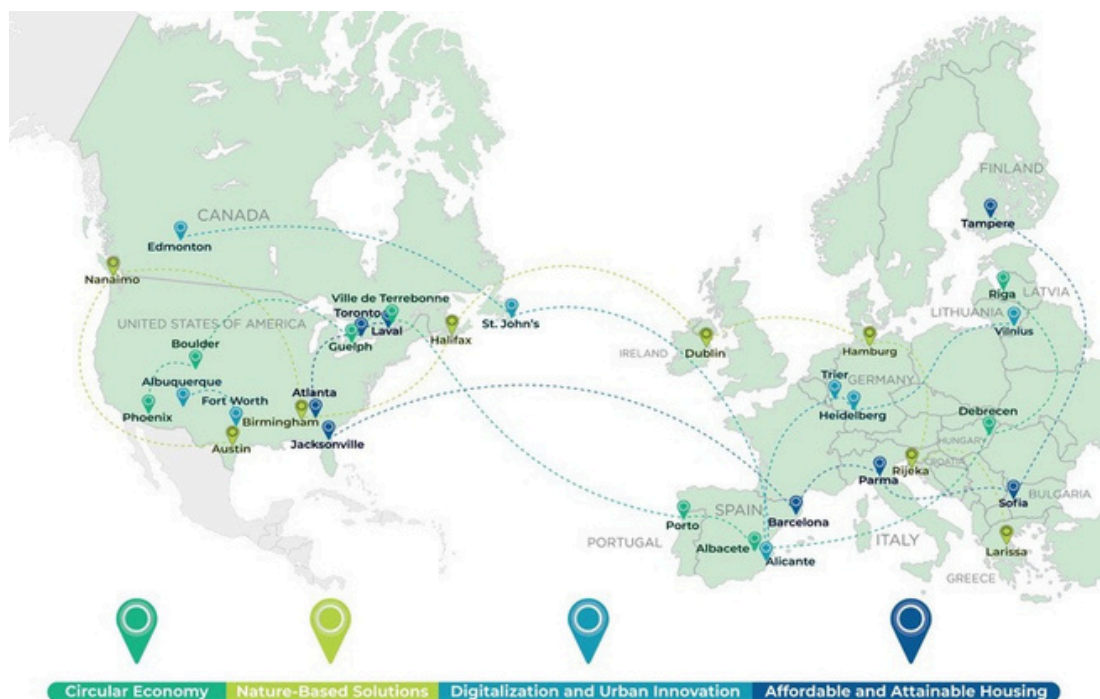 FINLAND
Tampere
CANADA
Edmonton
Nanaimo
Riga
LATVIA
Ville de Terrebonne
Toronto
St. John's
LITHUANIA
Vilnius
UNITED STATES OF AMERICA
Laval
Halifax
Guelph
Boulder
IRELAND
Dublin
Hamburg
Trier
GERMANY
Albuquerque
Heidelberg
Fort Worth
Atlanta
Phoenix
Birmingham
Debrecen
Austin
Jacksonville
HUNGARY
CROATIA
Rijeka
Parma
BULGARIA
Sofia
SPAIN
Porto
Barcelona
PORTUGAL
Albacete
ITALY
Alicante
Larissa
GREECE
Circular Economy
Nature-Based Solutions
Digitalization and Urban Innovation
Affordable and Attainable Housing